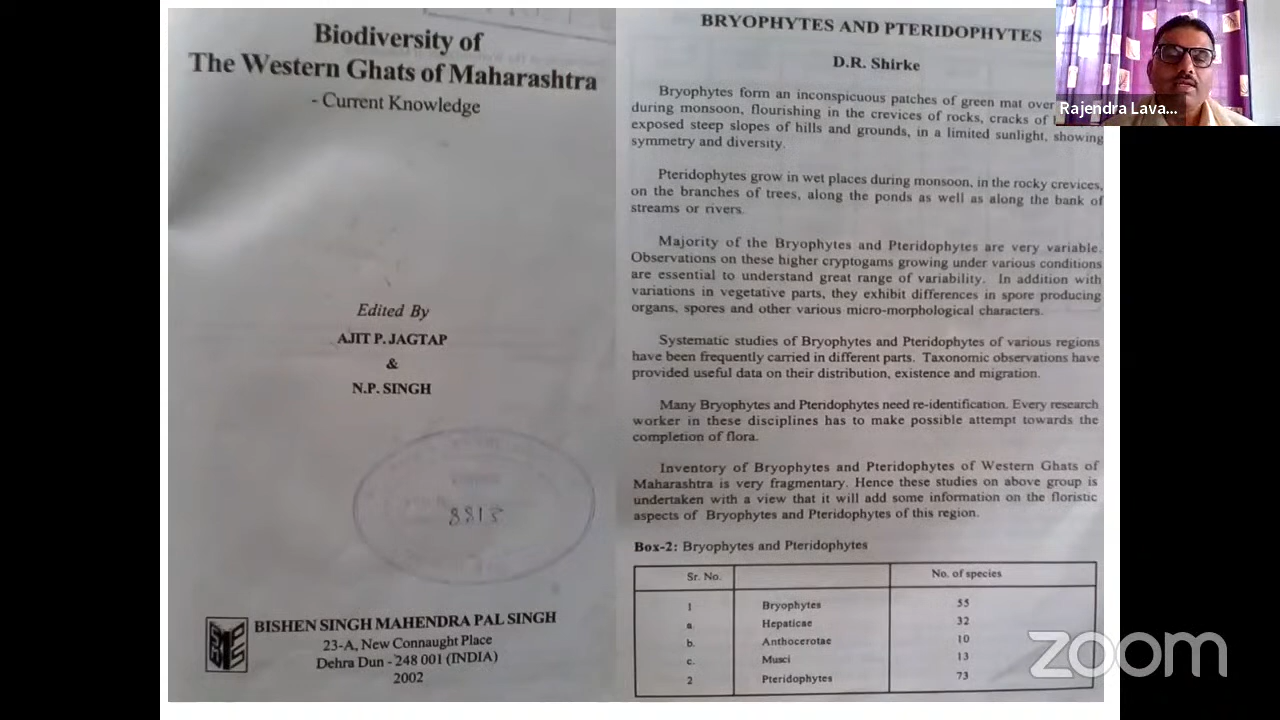 Biodiversity of
The Western Ghats of Maharashtra
- Current Knowledge
Edited By
AJIT P. JAGTAP
&
N.P. SINGH
8813
BISHEN SINGH MAHENDRA PAL SINGH
23-A, New Connaught Place
Dehra Dun - 248 001 (INDIA)
2002
BRYOPHYTES AND PTERIDOPHYTES
D.R. Shirke
Bryophytes form an inconspicuous patches of green mat over
during monsoon, flourishing in the crevices of rocks, cracks of
exposed steep slopes of hills and grounds, in a limited sunlight, showing
symmetry and diversity.
Pteridophytes grow in wet places during monsoon, in the rocky crevices,
on the branches of trees, along the ponds as well as along the bank of
streams or rivers.
Majority of the Bryophytes and Pteridophytes are very variable.
Observations on these higher cryptogams growing under various conditions
are essential to understand great range of variability. In addition with
variations in vegetative parts, they exhibit differences in spore producing
organs, spores and other various micro-morphological characters.
Systematic studies of Bryophytes and Pteridophytes of various regions
have been frequently carried in different parts. Taxonomic observations have
provided useful data on their distribution, existence and migration.
Many Bryophytes and Pteridophytes need re-identification. Every research
worker in these disciplines has to make possible attempt towards the
completion of flora.
Inventory of Bryophytes and Pteridophytes of Western Ghats of
Maharashtra is very fragmentary. Hence these studies on above group is
undertaken with a view that it will add some information on the floristic
aspects of Bryophytes and Pteridophytes of this region.
Box-2: Bryophytes and Pteridophytes
Sr. No. No. of species
1 Bryophytes 55
a. Hepaticae 32
b. Anthocerotae 10
c. Musci 13
2 Pteridophytes 73
Rajendra Lava...
zoom